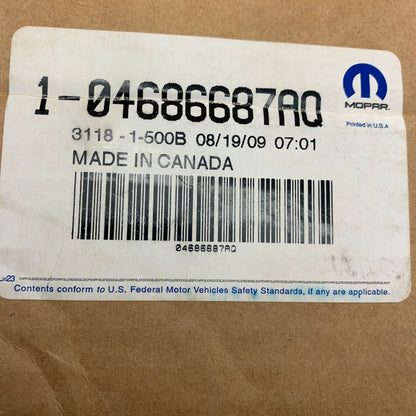 1-04686687AQ
MOPAR
Printed in U.S.A
3118-1-500B 08/19/09 07:01
MADE IN CANADA
04686687AQ
Contents conform to U.S. Federal Motor Vehicles Safety Standards, if any are applicable.